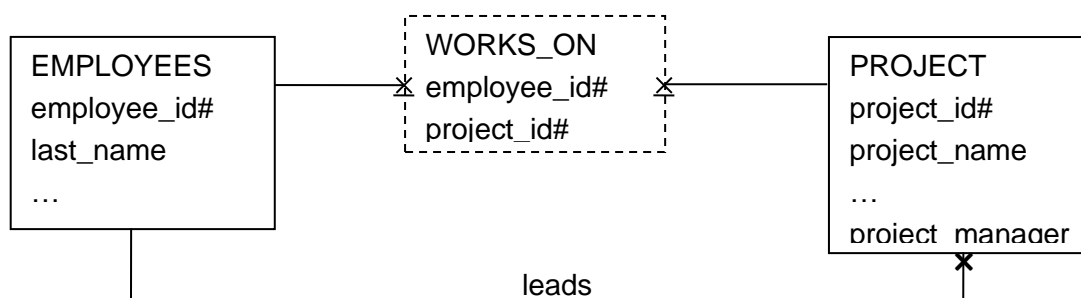 EMPLOYEES
employee_id#
last_name
…
WORKS_ON
employee_id#
project_id#
PROJECT
project_id#
project_name
…
project_manager
leads